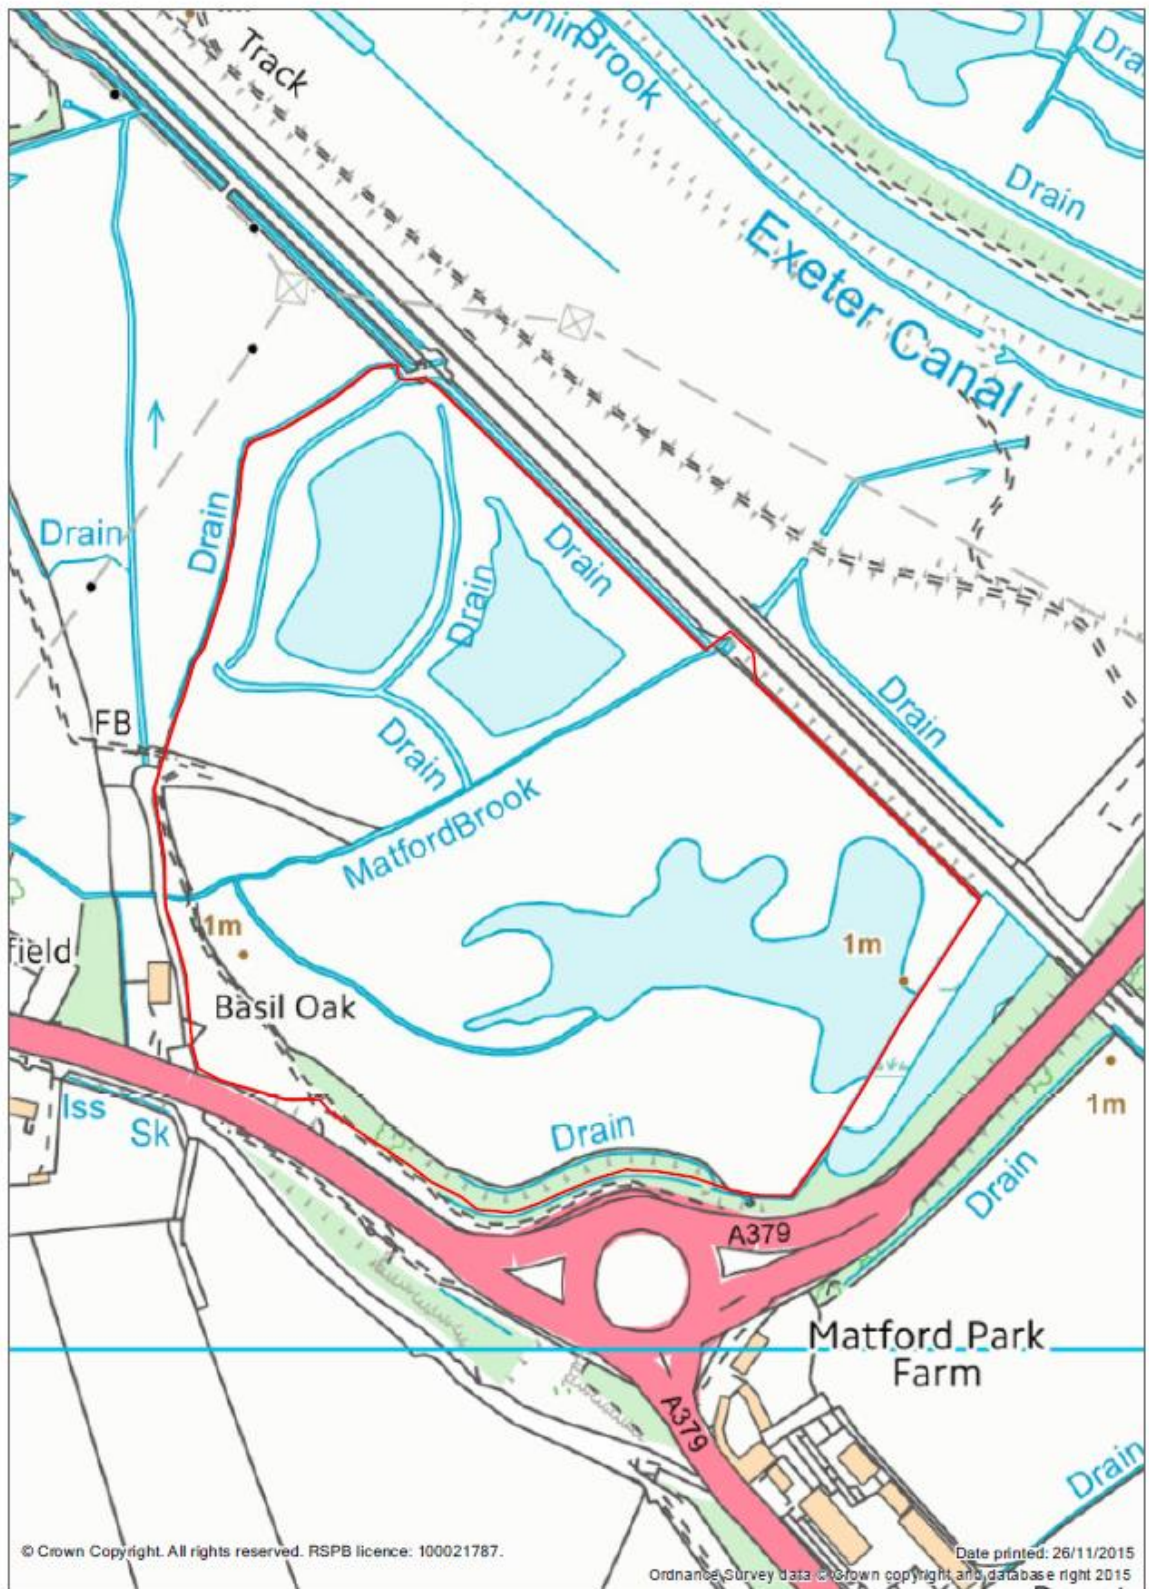 Track
Brook
Drain
Exeter Canal
Drain
Drain
Drain
Drain
Drain
FB
Drain
MatfordBrook
1m
1m
field
Basil Oak
Iss
Sk
Drain
1m
Drain
A379
Matford Park
Farm
A379
Drain
© Crown Copyright. All rights reserved. RSPB licence: 100021787.
Date printed: 26/11/2015
Ordnance Survey data © Crown copyright and database right 2015